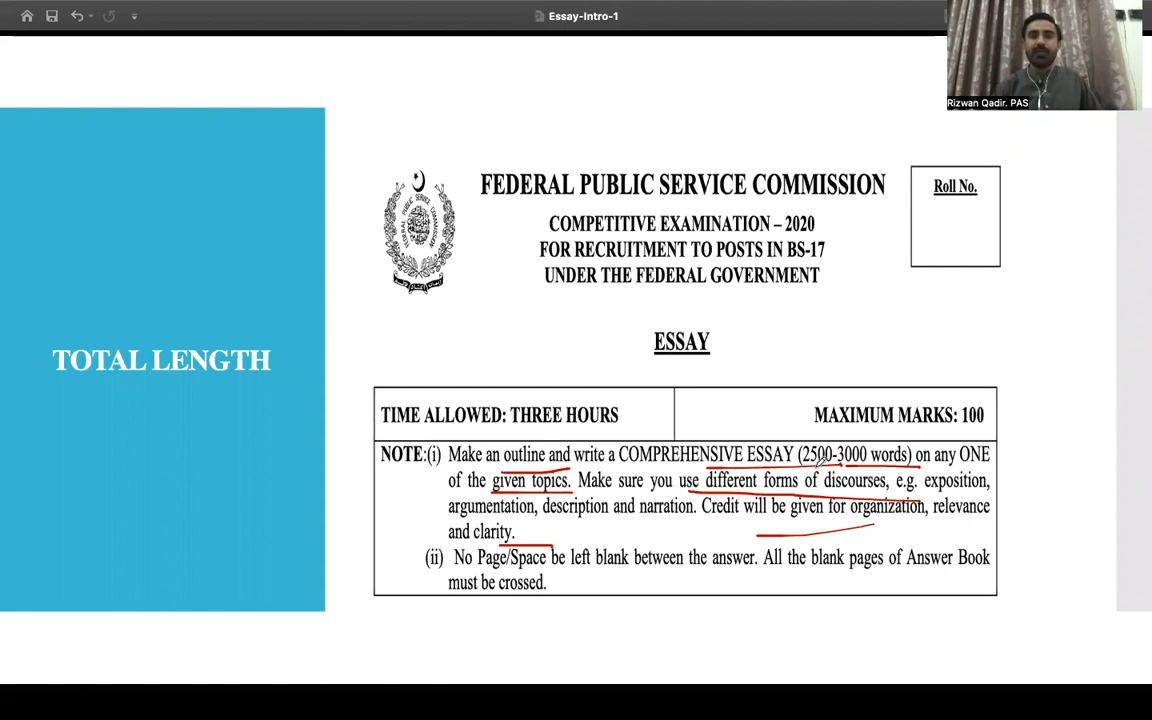 Essay-Intro-1
Rizwan Qadir. PAS
TOTAL LENGTH
FEDERAL PUBLIC SERVICE COMMISSION
COMPETITIVE EXAMINATION – 2020
FOR RECRUITMENT TO POSTS IN BS-17
UNDER THE FEDERAL GOVERNMENT
Roll No.
ESSAY
TIME ALLOWED: THREE HOURS
MAXIMUM MARKS: 100
NOTE:(i) Make an outline and write a COMPREHENSIVE ESSAY (2500-3000 words) on any ONE
of the given topics. Make sure you use different forms of discourses, e.g. exposition,
argumentation, description and narration. Credit will be given for organization, relevance
and clarity.
(ii) No Page/Space be left blank between the answer. All the blank pages of Answer Book
must be crossed.